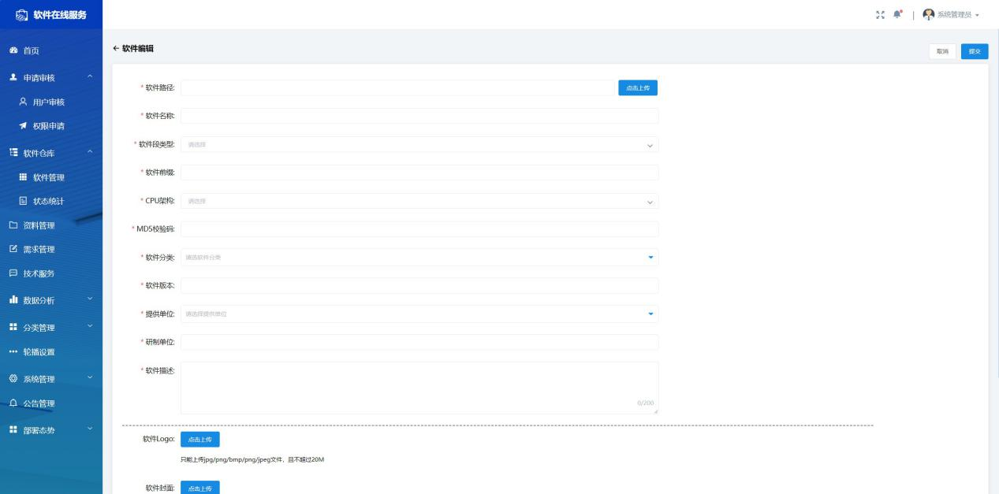 软件在线服务
系统管理员
首页
申请审核
用户审核
权限申请
软件仓库
软件管理
状态统计
资料管理
需求管理
技术服务
数据分析
分类管理
轮播设置
系统管理
公告管理
部署态势
软件编辑
取消 提交
* 软件路径: 点击上传
* 软件名称:
* 软件段类型: 请选择
* 软件前缀:
* CPU架构: 请选择
* MD5校验码:
* 软件分类: 请选软件分类
* 软件版本:
* 提供单位: 请选择提供单位
* 研制单位:
* 软件描述:
0/200
软件Logo: 点击上传
只能上传jpg/png/bmp/png/jpeg文件，且不超过20M
软件封面: 点击上传